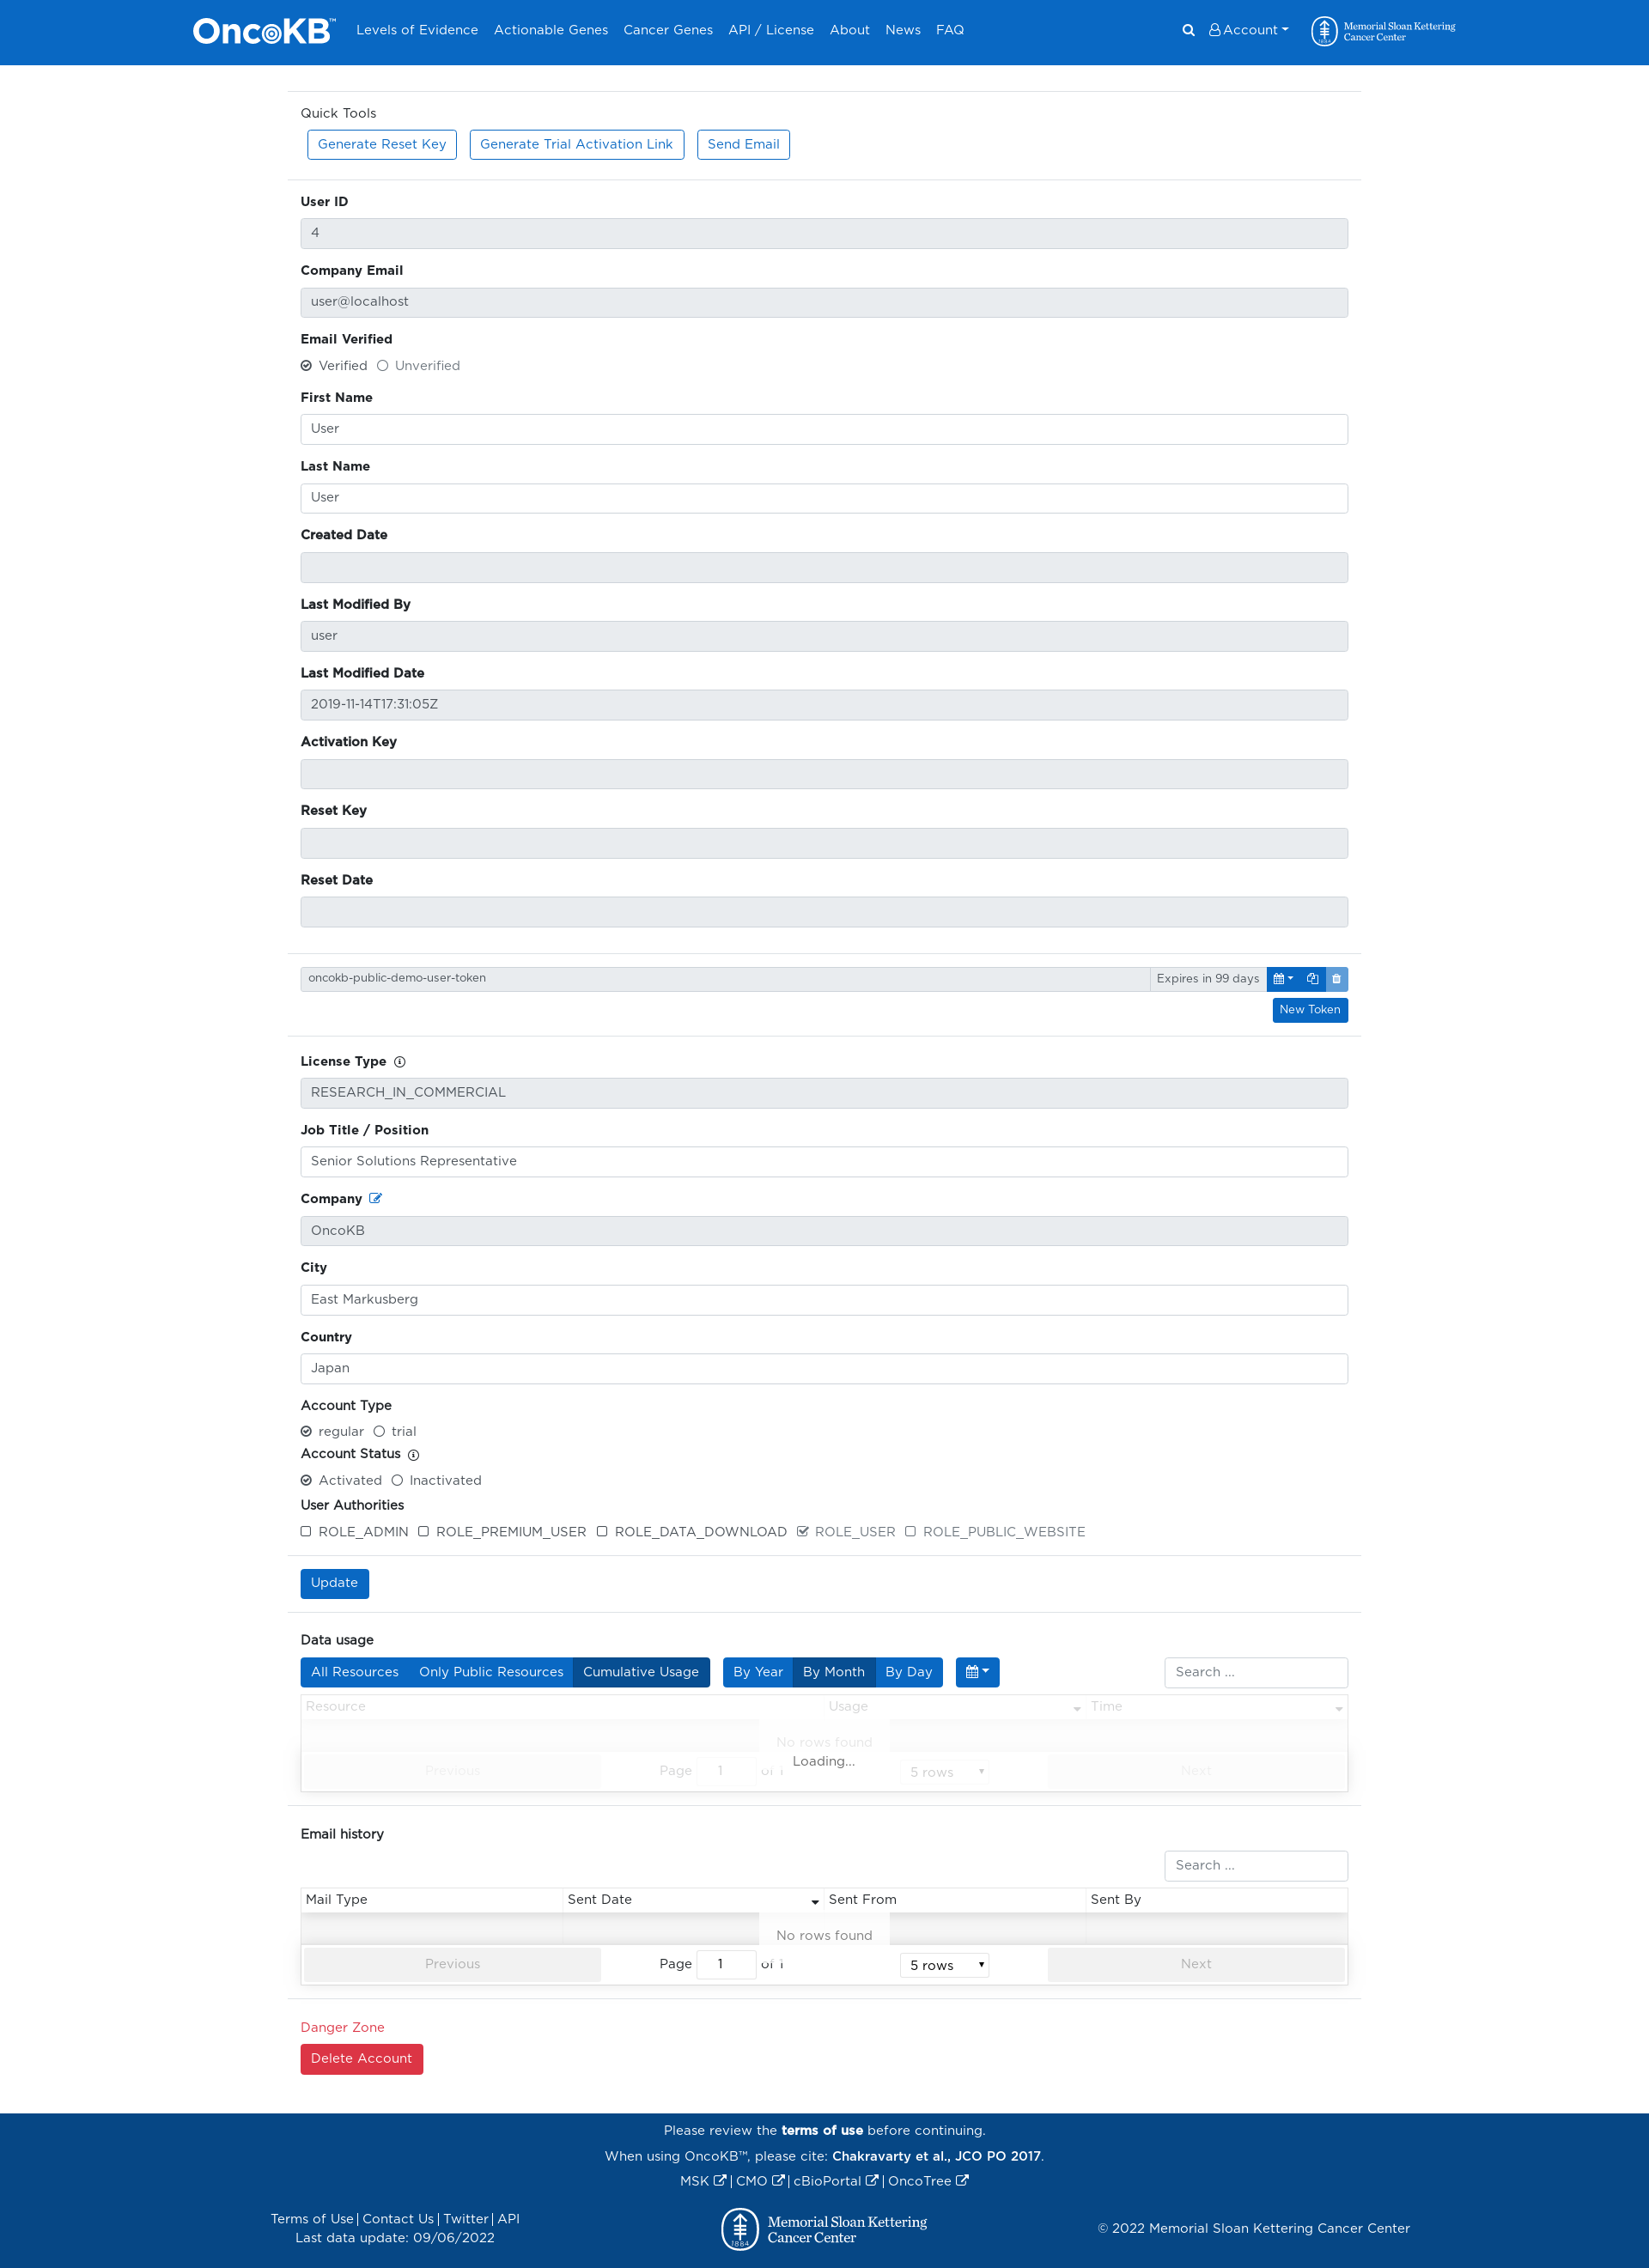 OncoKB™ Levels of Evidence Actionable Genes Cancer Genes API / License About News FAQ Account Memorial Sloan Kettering Cancer Center
Quick Tools
Generate Reset Key Generate Trial Activation Link Send Email
User ID
4
Company Email
user@localhost
Email Verified
Verified Unverified
First Name
User
Last Name
User
Created Date
Last Modified By
user
Last Modified Date
2019-11-14T17:31:05Z
Activation Key
Reset Key
Reset Date
oncokb-public-demo-user-token Expires in 99 days
New Token
License Type
RESEARCH_IN_COMMERCIAL
Job Title / Position
Senior Solutions Representative
Company
OncoKB
City
East Markusberg
Country
Japan
Account Type
regular trial
Account Status
Activated Inactivated
User Authorities
ROLE_ADMIN ROLE_PREMIUM_USER ROLE_DATA_DOWNLOAD ROLE_USER ROLE_PUBLIC_WEBSITE
Update
Data usage
All Resources Only Public Resources Cumulative Usage By Year By Month By Day Search ...
Resource Usage Time
No rows found
Loading...
Previous Page 1 of 1 5 rows Next
Email history
Search ...
Mail Type Sent Date Sent From Sent By
No rows found
Previous Page 1 of 1 5 rows Next
Danger Zone
Delete Account
Please review the terms of use before continuing.
When using OncoKB™, please cite: Chakravarty et al., JCO PO 2017.
MSK | CMO | cBioPortal | OncoTree
Terms of Use | Contact Us | Twitter | API
Last data update: 09/06/2022
1884 Memorial Sloan Kettering
Cancer Center
© 2022 Memorial Sloan Kettering Cancer Center